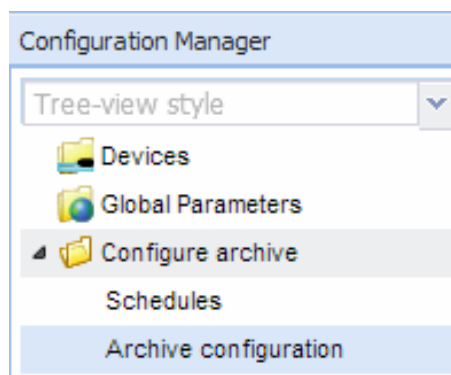 Configuration Manager
Tree-view style
Devices
Global Parameters
Configure archive
Schedules
Archive configuration